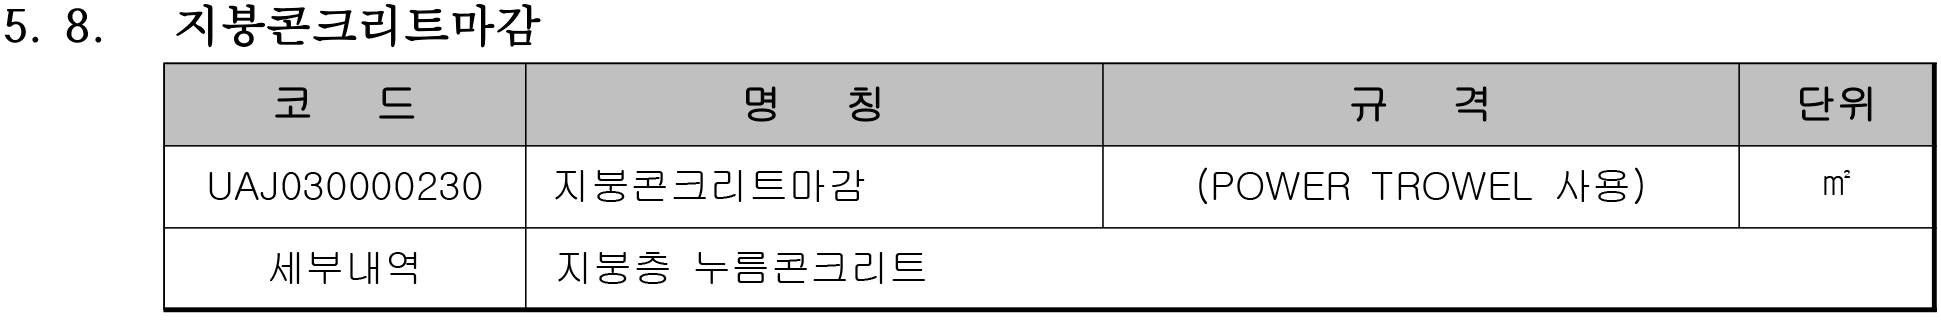 5. 8. 지붕콘크리트마감
코 드 명 칭 규 격 단위
UAJ030000230 지붕콘크리트마감 (POWER TROWEL 사용) ㎡
세부내역 지붕층 누름콘크리트